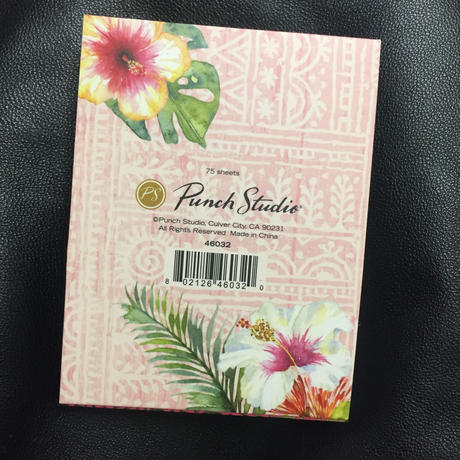 75 sheets
PS Punch Studio
©Punch Studio, Culver City, CA 90231
All Rights Reserved Made in China
46032
8 02126 46032 0